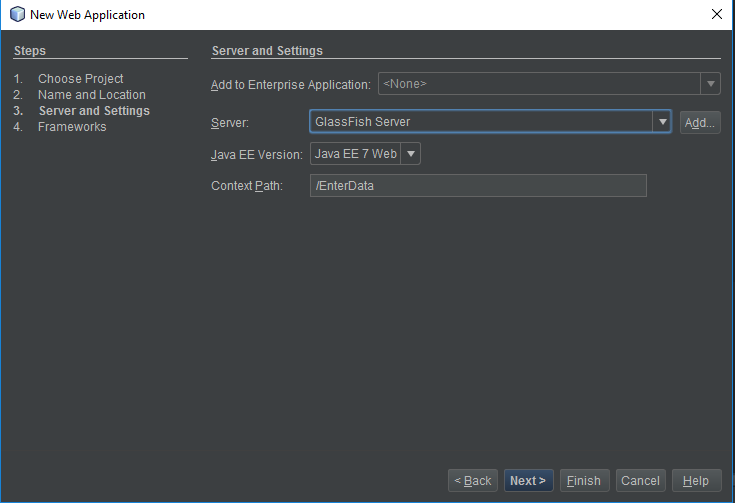 New Web Application
Steps
1. Choose Project
2. Name and Location
3. Server and Settings
4. Frameworks
Server and Settings
Add to Enterprise Application: <None>
Server: GlassFish Server Add...
Java EE Version: Java EE 7 Web
Context Path: /EnterData
< Back Next > Finish Cancel Help